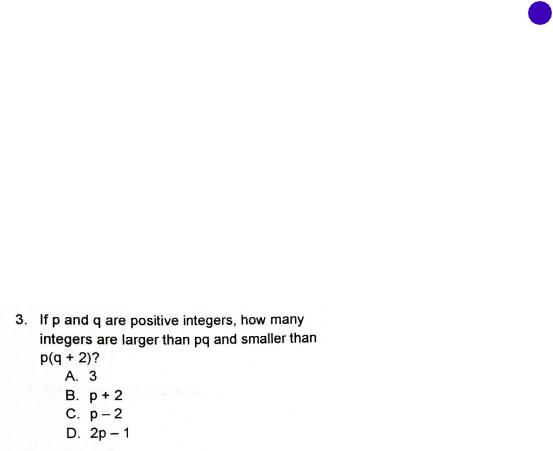 3. If p and q are positive integers, how many
integers are larger than pq and smaller than
p(q + 2)?
A. 3
B. p + 2
C. p – 2
D. 2p – 1